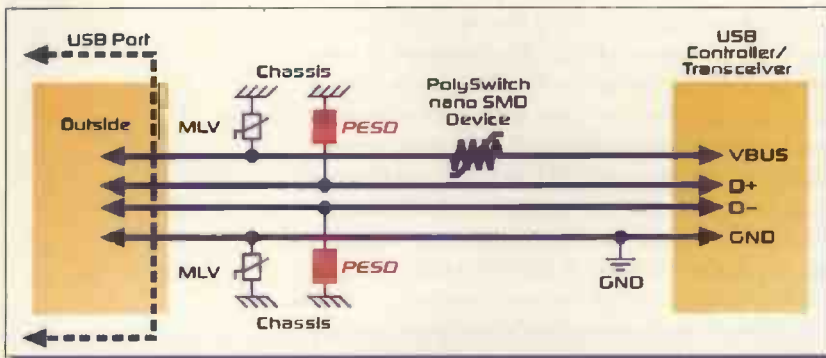 USB Port
USB
Controller/
Transceiver
Chassis
PolySwitch
nano SMD
Device
Outside
MLV
PESD
VBUS
D+
D-
GND
MLV
PESD
GND
Chassis